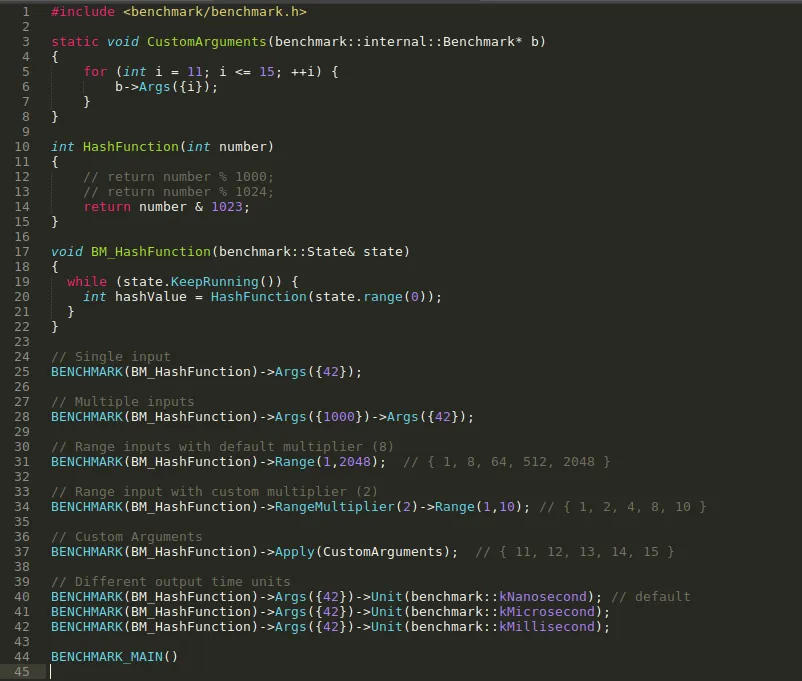 1 #include <benchmark/benchmark.h>
2
3 static void CustomArguments(benchmark::internal::Benchmark* b)
4 {
5     for (int i = 11; i <= 15; ++i) {
6         b->Args({i});
7     }
8 }
9
10 int HashFunction(int number)
11 {
12     // return number % 1000;
13     // return number % 1024;
14     return number & 1023;
15 }
16
17 void BM_HashFunction(benchmark::State& state)
18 {
19   while (state.KeepRunning()) {
20     int hashValue = HashFunction(state.range(0));
21   }
22 }
23
24 // Single input
25 BENCHMARK(BM_HashFunction)->Args({42});
26
27 // Multiple inputs
28 BENCHMARK(BM_HashFunction)->Args({1000})->Args({42});
29
30 // Range inputs with default multiplier (8)
31 BENCHMARK(BM_HashFunction)->Range(1,2048);  // { 1, 8, 64, 512, 2048 }
32
33 // Range input with custom multiplier (2)
34 BENCHMARK(BM_HashFunction)->RangeMultiplier(2)->Range(1,10); // { 1, 2, 4, 8, 10 }
35
36 // Custom Arguments
37 BENCHMARK(BM_HashFunction)->Apply(CustomArguments);  // { 11, 12, 13, 14, 15 }
38
39 // Different output time units
40 BENCHMARK(BM_HashFunction)->Args({42})->Unit(benchmark::kNanosecond); // default
41 BENCHMARK(BM_HashFunction)->Args({42})->Unit(benchmark::kMicrosecond);
42 BENCHMARK(BM_HashFunction)->Args({42})->Unit(benchmark::kMillisecond);
43
44 BENCHMARK_MAIN()
45